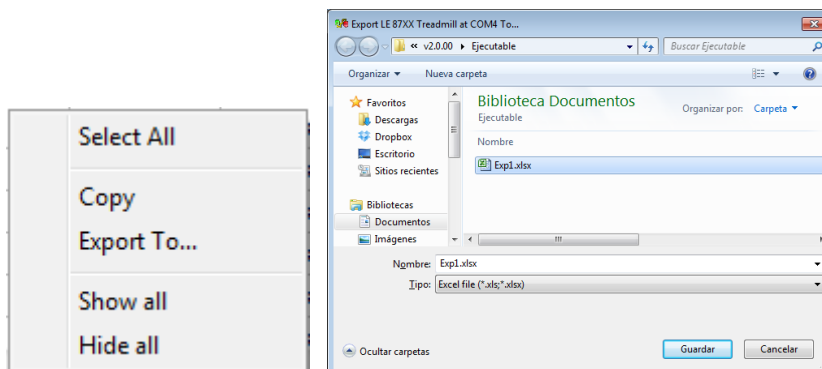 Select All
Copy
Export To...
Show all
Hide all
Export LE 87XX Treadmill at COM4 To...
« v2.0.00 ▸ Ejecutable
Buscar Ejecutable
Organizar
Nueva carpeta
Favoritos
Descargas
Dropbox
Escritorio
Sitios recientes
Bibliotecas
Documentos
Imágenes
Biblioteca Documentos
Ejecutable
Organizar por: Carpeta
Nombre
Exp1.xlsx
Nombre: Exp1.xlsx
Tipo: Excel file (*.xls;*.xlsx)
Ocultar carpetas
Guardar
Cancelar